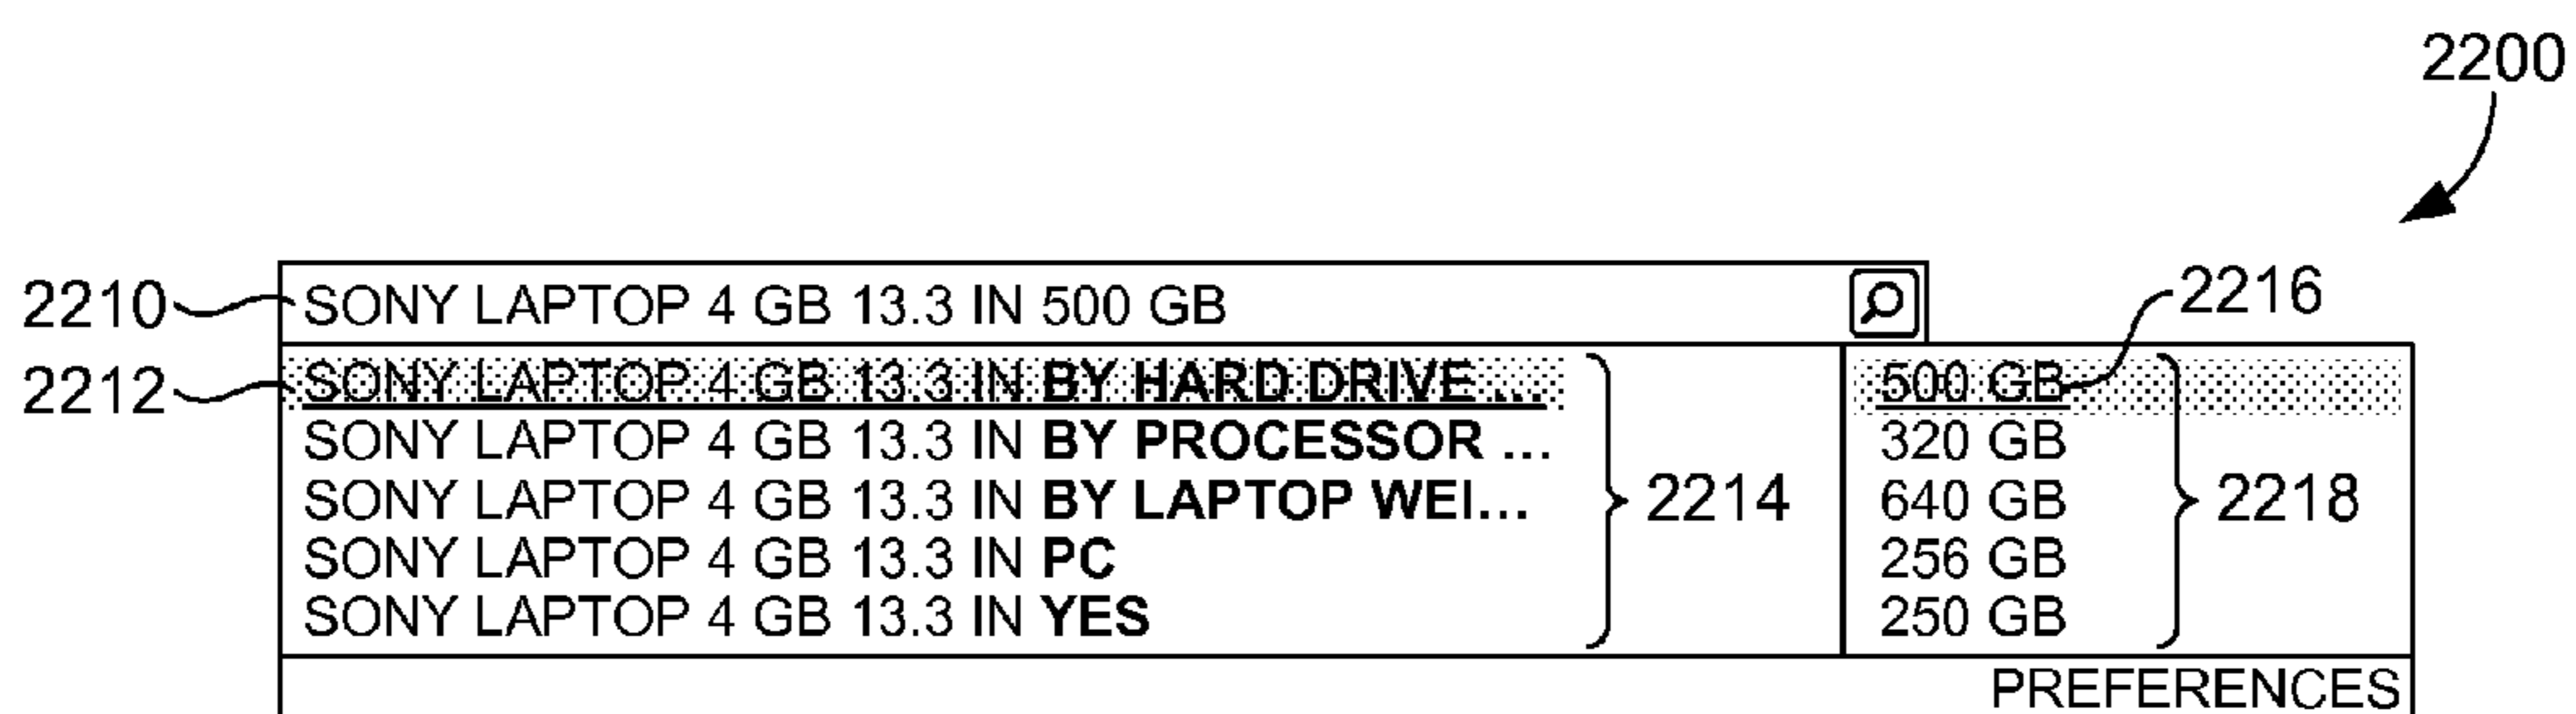 2200
2210 SONY LAPTOP 4 GB 13.3 IN 500 GB 2216
2212 SONY LAPTOP 4 GB 13.3 IN BY HARD DRIVE ... 500 GB
SONY LAPTOP 4 GB 13.3 IN BY PROCESSOR ... 320 GB
SONY LAPTOP 4 GB 13.3 IN BY LAPTOP WEI... 2214 640 GB 2218
SONY LAPTOP 4 GB 13.3 IN PC 256 GB
SONY LAPTOP 4 GB 13.3 IN YES 250 GB
PREFERENCES